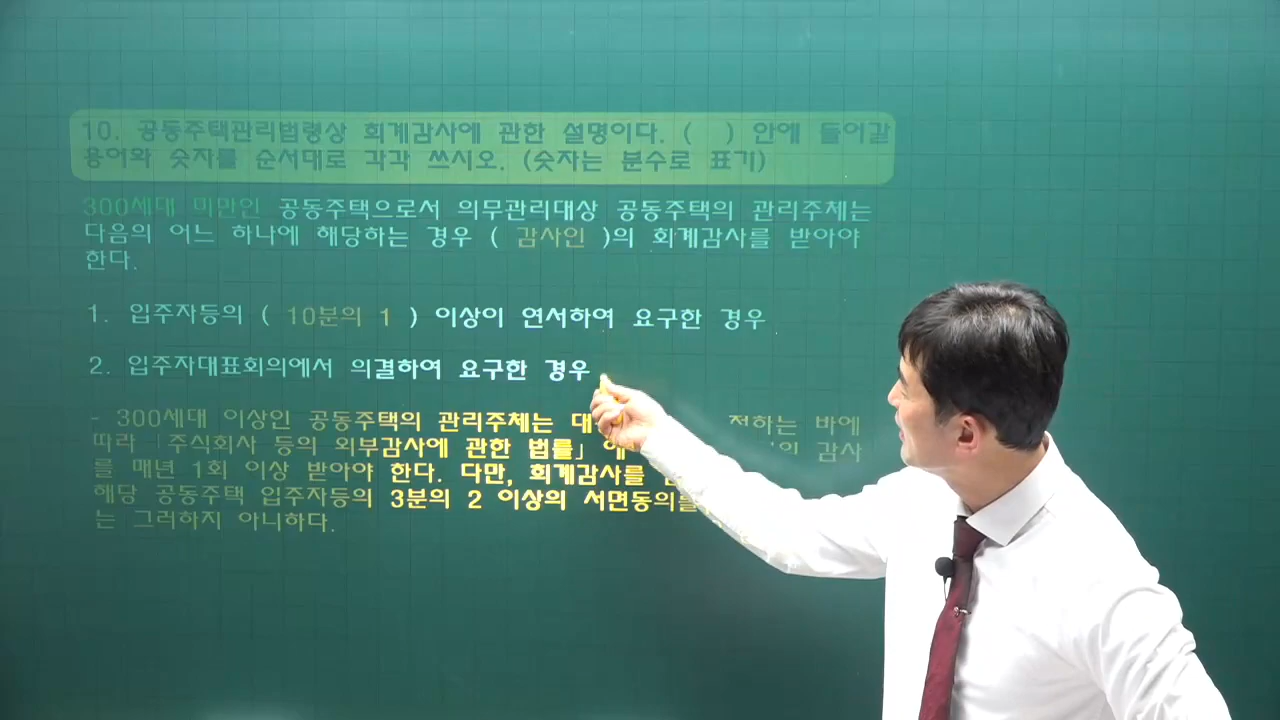 10. 공동주택관리법령상 회계감사에 관한 설명이다. (  ) 안에 들어갈
용어와 숫자를 순서대로 각각 쓰시오. (숫자는 분수로 표기)
300세대 미만인 공동주택으로서 의무관리대상 공동주택의 관리주체는
다음의 어느 하나에 해당하는 경우 ( 감사인 )의 회계감사를 받아야
한다.
1. 입주자등의 ( 10분의 1 ) 이상이 연서하여 요구한 경우
2. 입주자대표회의에서 의결하여 요구한 경우
- 300세대 이상인 공동주택의 관리주체는 하는 바에
따라 「주식회사 등의 외부감사에 관한 법률」 감사
를 매년 1회 이상 받아야 한다. 다만, 회계감사를
해당 공동주택 입주자등의 3분의 2 이상의 서면동의를
는 그러하지 아니하다.